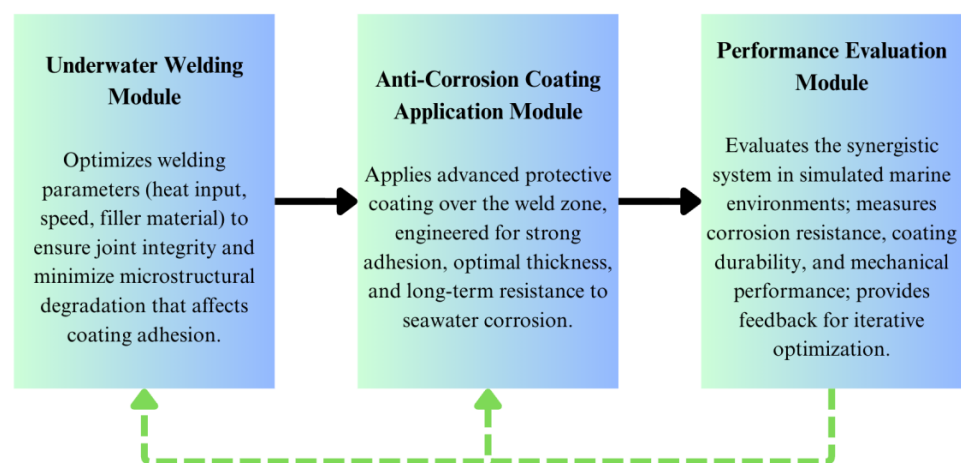 Underwater Welding
Module
Optimizes welding
parameters (heat input,
speed, filler material) to
ensure joint integrity and
minimize microstructural
degradation that affects
coating adhesion.
Anti-Corrosion Coating
Application Module
Applies advanced protective
coating over the weld zone,
engineered for strong
adhesion, optimal thickness,
and long-term resistance to
seawater corrosion.
Performance Evaluation
Module
Evaluates the synergistic
system in simulated marine
environments; measures
corrosion resistance, coating
durability, and mechanical
performance; provides
feedback for iterative
optimization.